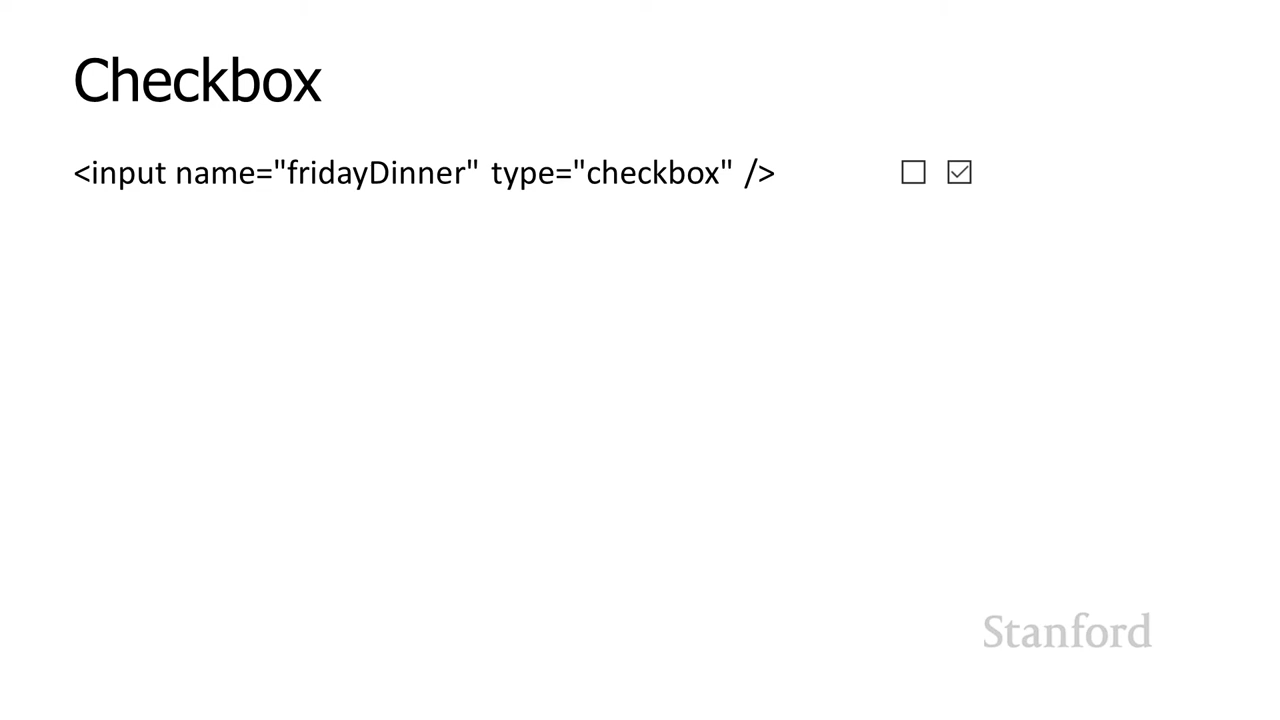 Checkbox
<input name="fridayDinner" type="checkbox" /> ☐ ☑
Stanford